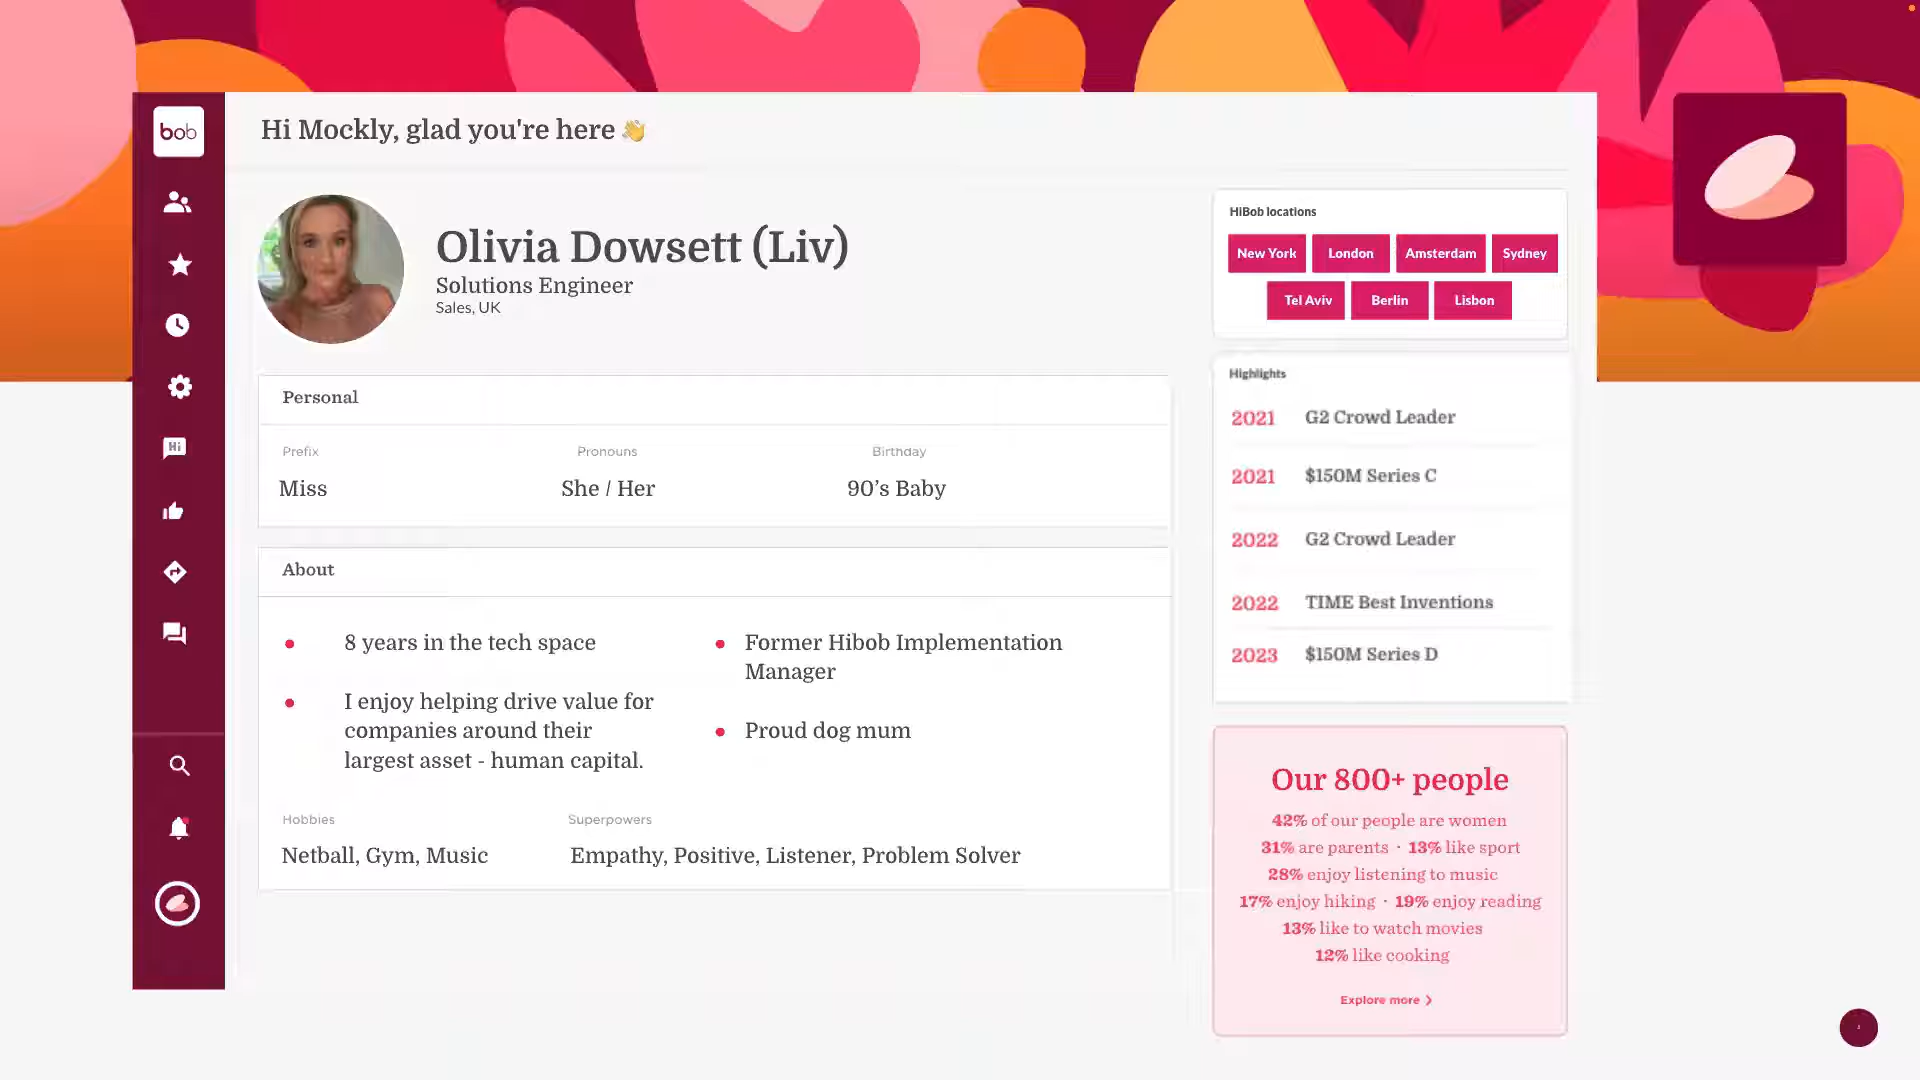 bob
Hi Mockly, glad you're here 👋
Olivia Dowsett (Liv)
Solutions Engineer
Sales, UK
Personal
Prefix
Pronouns
Birthday
Miss
She / Her
90’s Baby
About
8 years in the tech space
I enjoy helping drive value for
companies around their
largest asset - human capital.
Former Hibob Implementation
Manager
Proud dog mum
Hobbies
Superpowers
Netball, Gym, Music
Empathy, Positive, Listener, Problem Solver
HiBob locations
New York
London
Amsterdam
Sydney
Tel Aviv
Berlin
Lisbon
Highlights
2021 G2 Crowd Leader
2021 $150M Series C
2022 G2 Crowd Leader
2022 TIME Best Inventions
2023 $150M Series D
Our 800+ people
42% of our people are women
31% are parents · 13% like sport
28% enjoy listening to music
17% enjoy hiking · 19% enjoy reading
13% like to watch movies
12% like cooking
Explore more ❯
Hi